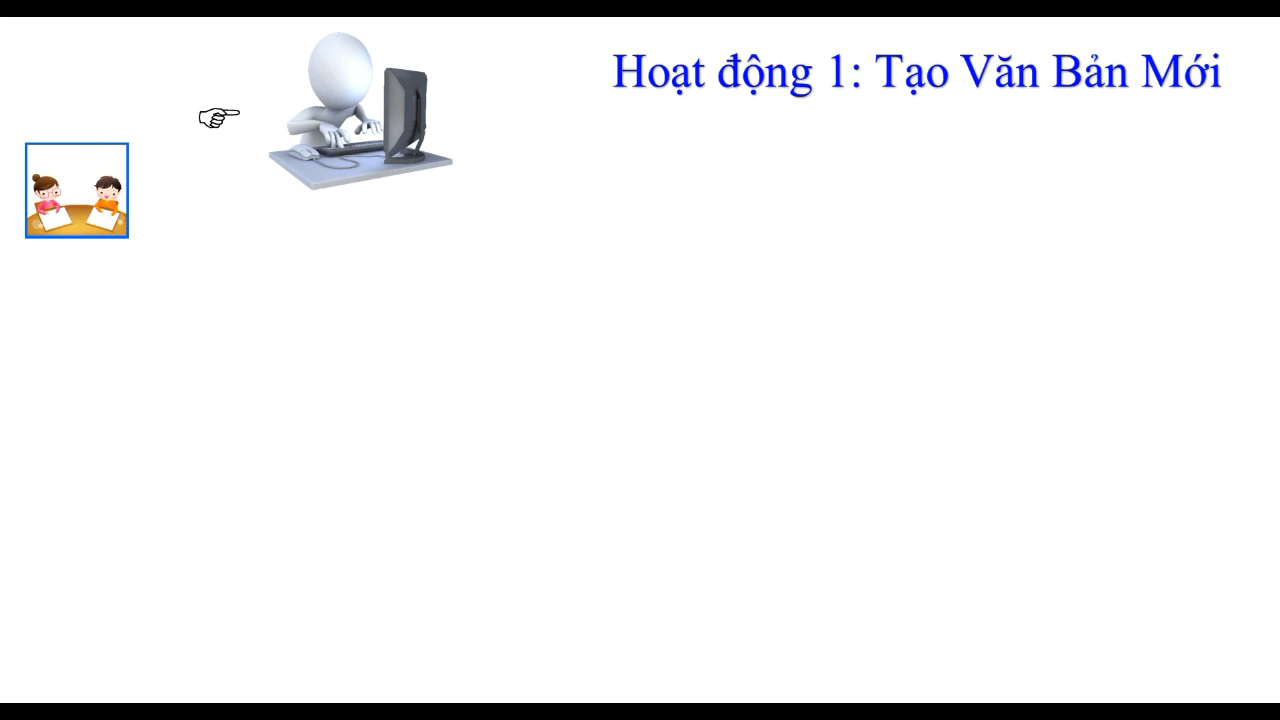 Hoạt động 1: Tạo Văn Bản Mới